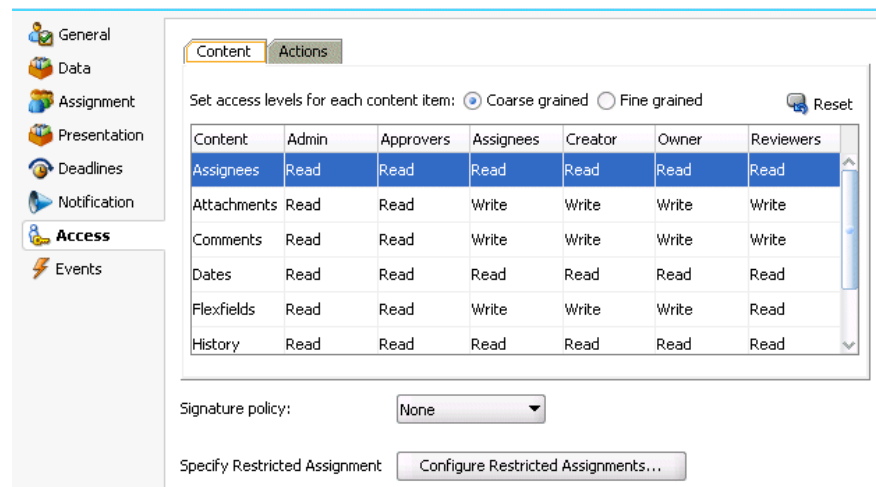 General
Data
Assignment
Presentation
Deadlines
Notification
Access
Events
Content Actions
Set access levels for each content item: Coarse grained Fine grained Reset
Content Admin Approvers Assignees Creator Owner Reviewers
Assignees Read Read Read Read Read Read
Attachments Read Read Write Write Write Write
Comments Read Read Write Write Write Write
Dates Read Read Read Read Read Read
Flexfields Read Read Write Write Write Read
History Read Read Read Read Read Read
Signature policy: None
Specify Restricted Assignment Configure Restricted Assignments...